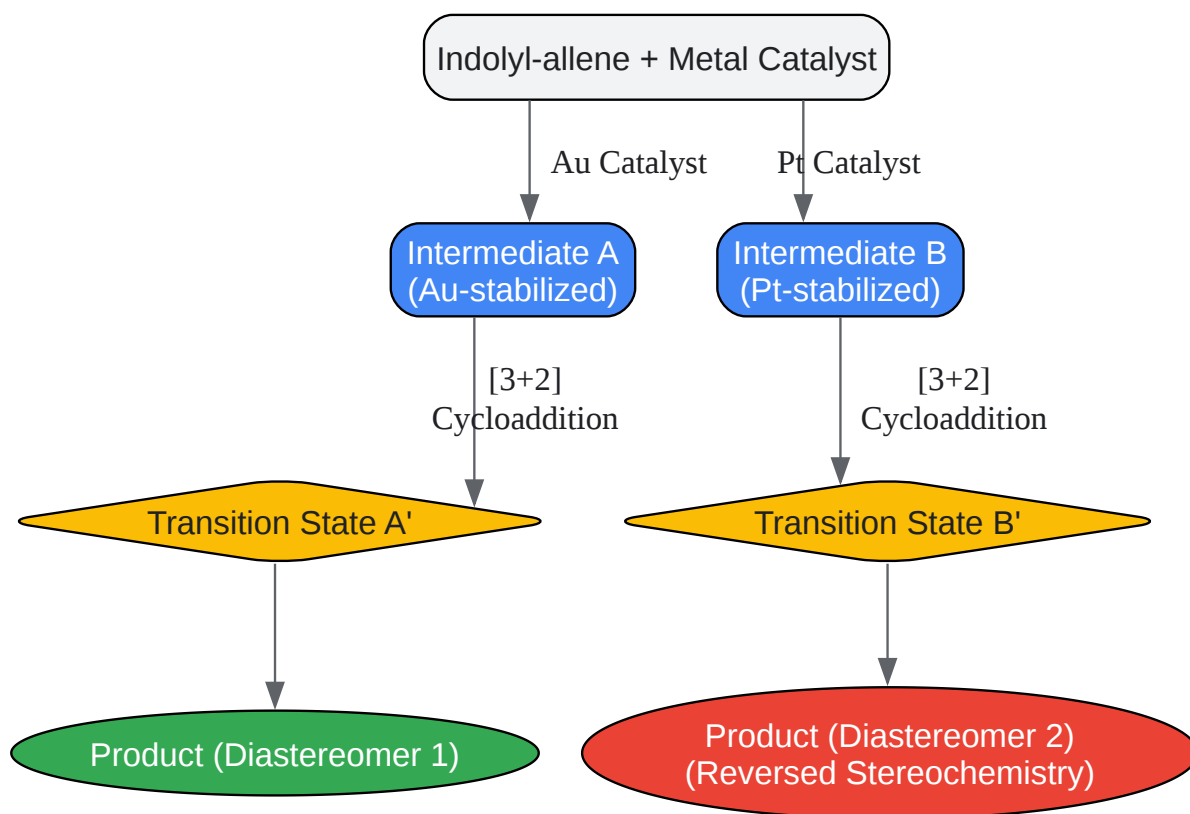 Indolyl-allene + Metal Catalyst
Au Catalyst
Pt Catalyst
Intermediate A
(Au-stabilized)
Intermediate B
(Pt-stabilized)
[3+2]
Cycloaddition
[3+2]
Cycloaddition
Transition State A'
Transition State B'
Product (Diastereomer 1)
Product (Diastereomer 2)
(Reversed Stereochemistry)